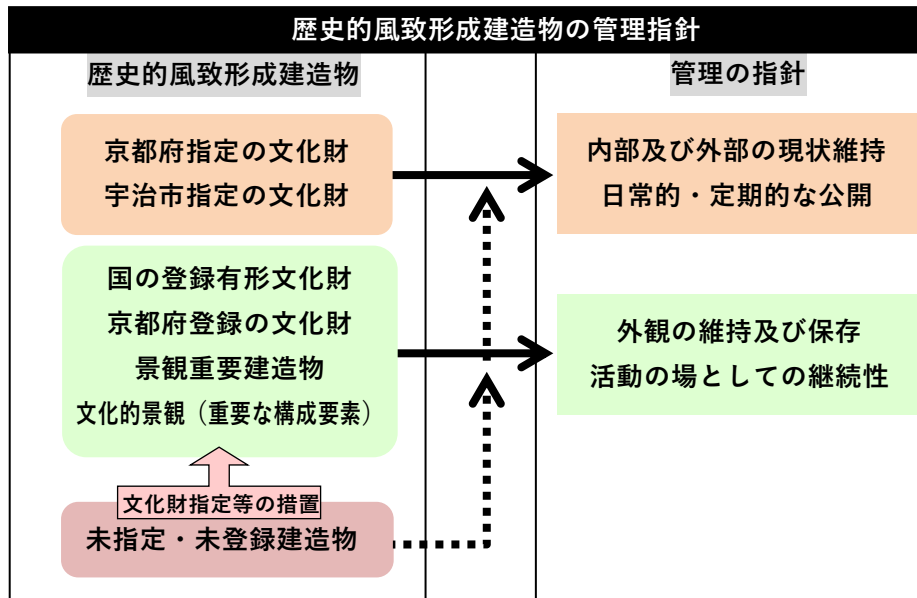 歴史的風致形成建造物の管理指針
歴史的風致形成建造物
管理の指針
京都府指定の文化財
宇治市指定の文化財
内部及び外部の現状維持
日常的・定期的な公開
国の登録有形文化財
京都府登録の文化財
景観重要建造物
文化的景観（重要な構成要素）
外観の維持及び保存
活動の場としての継続性
文化財指定等の措置
未指定・未登録建造物